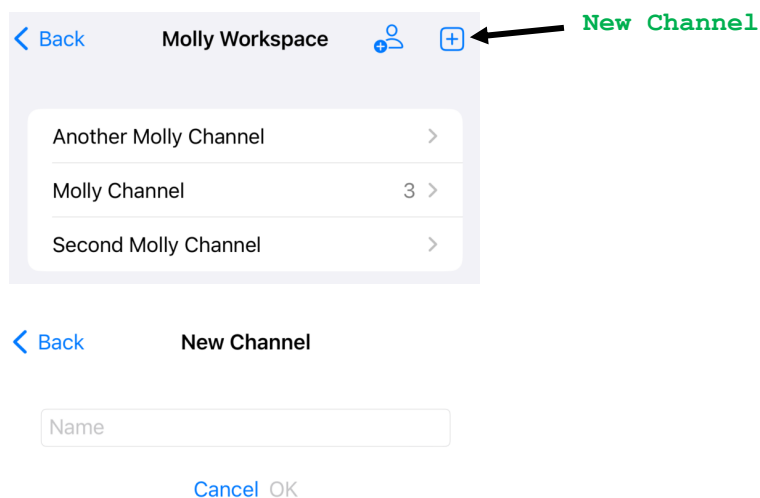 Back Molly Workspace New Channel
Another Molly Channel
Molly Channel 3
Second Molly Channel
Back New Channel
Name
Cancel OK